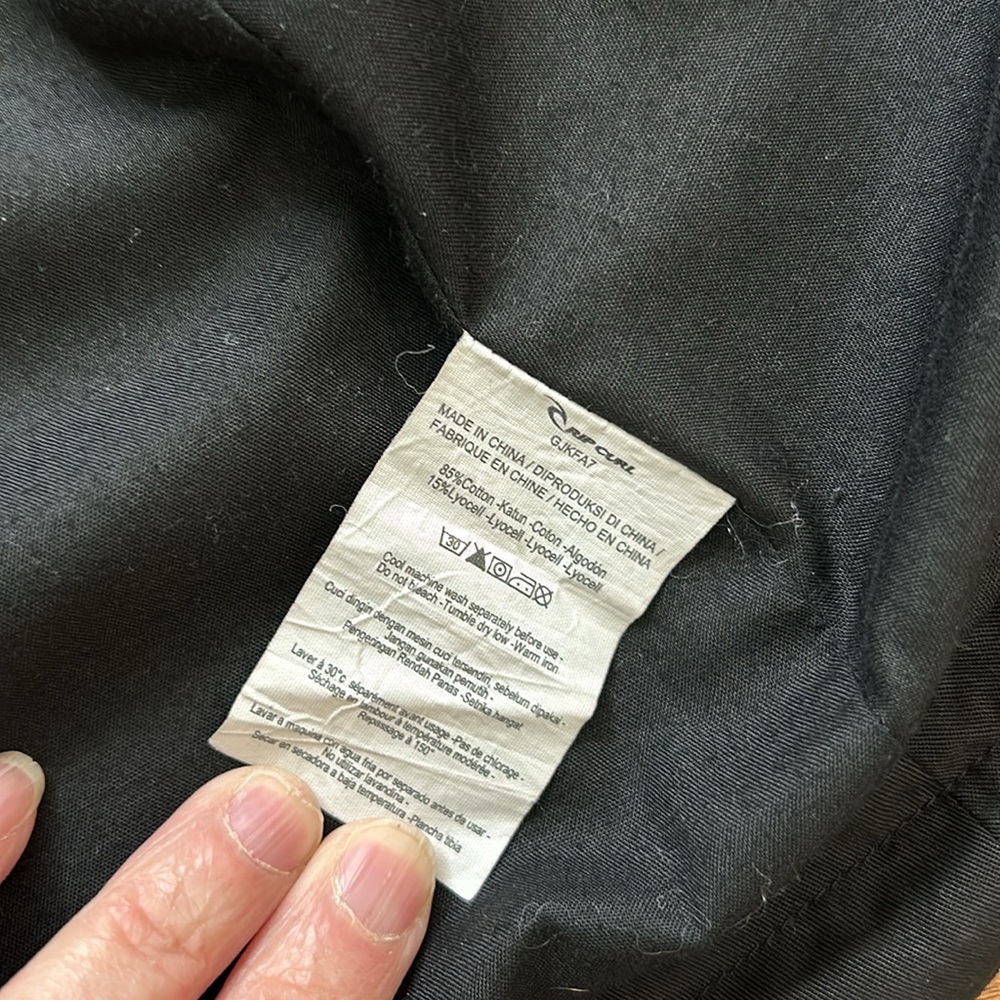 RIP CURL
GJKFA7
MADE IN CHINA / DIPRODUKSI DI CHINA /
FABRIQUE EN CHINE / HECHO EN CHINA
85%Cotton -Katun -Coton -Algodon
15%Lyocell -Lyocell -Lyocell -Lyocell
30
Cool machine wash separately before use -
Do not bleach -Tumble dry low -Warm iron
Cuci dingin dengan mesin cuci tersendiri, sebelum dipakai -
Jangan gunakan pemutih -
Pengeringan Rendah Panas -Setrika hangat
Laver à 30°c séparément avant usage -Pas de chlorage -
Séchage en tambour à température modérée -
Repassage à 150°
Lavar a maquina con agua fria por separado antes da usar -
No utilizar lavandina -
Secar en secadora a baja temperatura -Plancha tibia